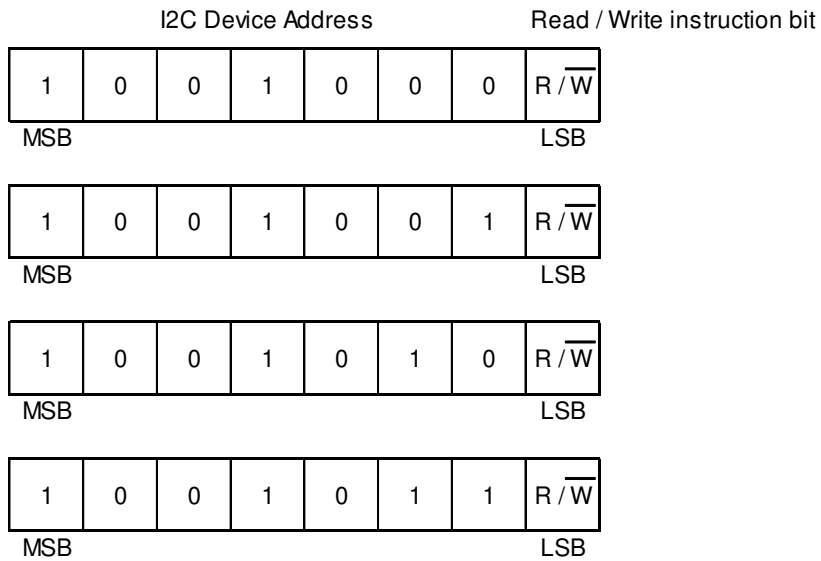 I2C Device Address Read / Write instruction bit
1 0 0 1 0 0 0 R / W̅
MSB LSB
1 0 0 1 0 0 1 R / W̅
MSB LSB
1 0 0 1 0 1 0 R / W̅
MSB LSB
1 0 0 1 0 1 1 R / W̅
MSB LSB